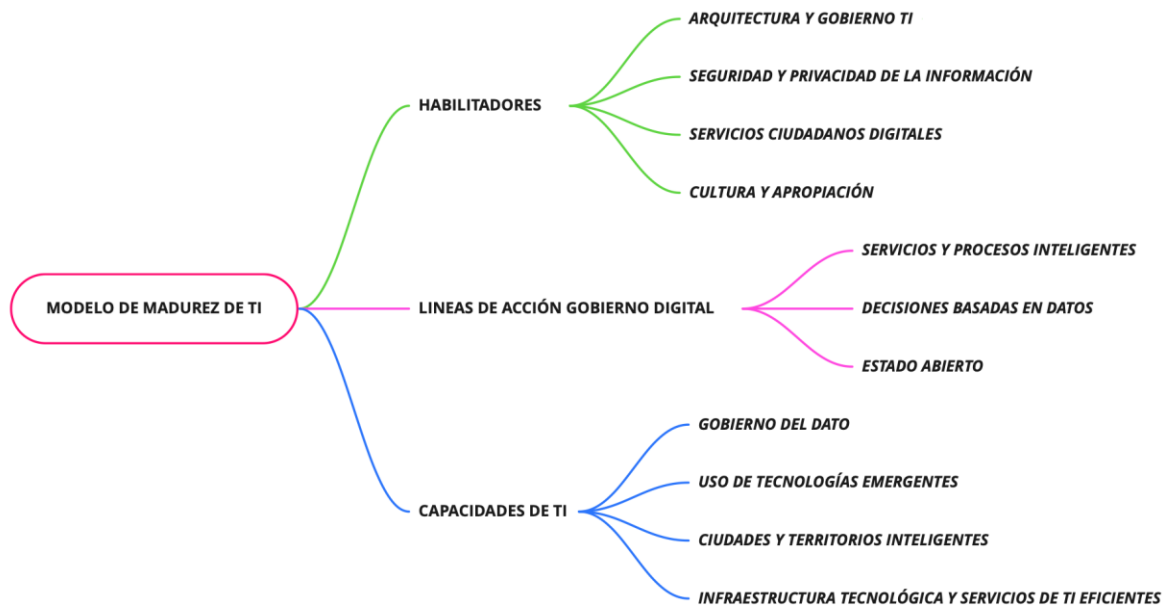 MODELO DE MADUREZ DE TI
HABILITADORES
ARQUITECTURA Y GOBIERNO TI
SEGURIDAD Y PRIVACIDAD DE LA INFORMACIÓN
SERVICIOS CIUDADANOS DIGITALES
CULTURA Y APROPIACIÓN
LINEAS DE ACCIÓN GOBIERNO DIGITAL
SERVICIOS Y PROCESOS INTELIGENTES
DECISIONES BASADAS EN DATOS
ESTADO ABIERTO
CAPACIDADES DE TI
GOBIERNO DEL DATO
USO DE TECNOLOGÍAS EMERGENTES
CIUDADES Y TERRITORIOS INTELIGENTES
INFRAESTRUCTURA TECNOLÓGICA Y SERVICIOS DE TI EFICIENTES